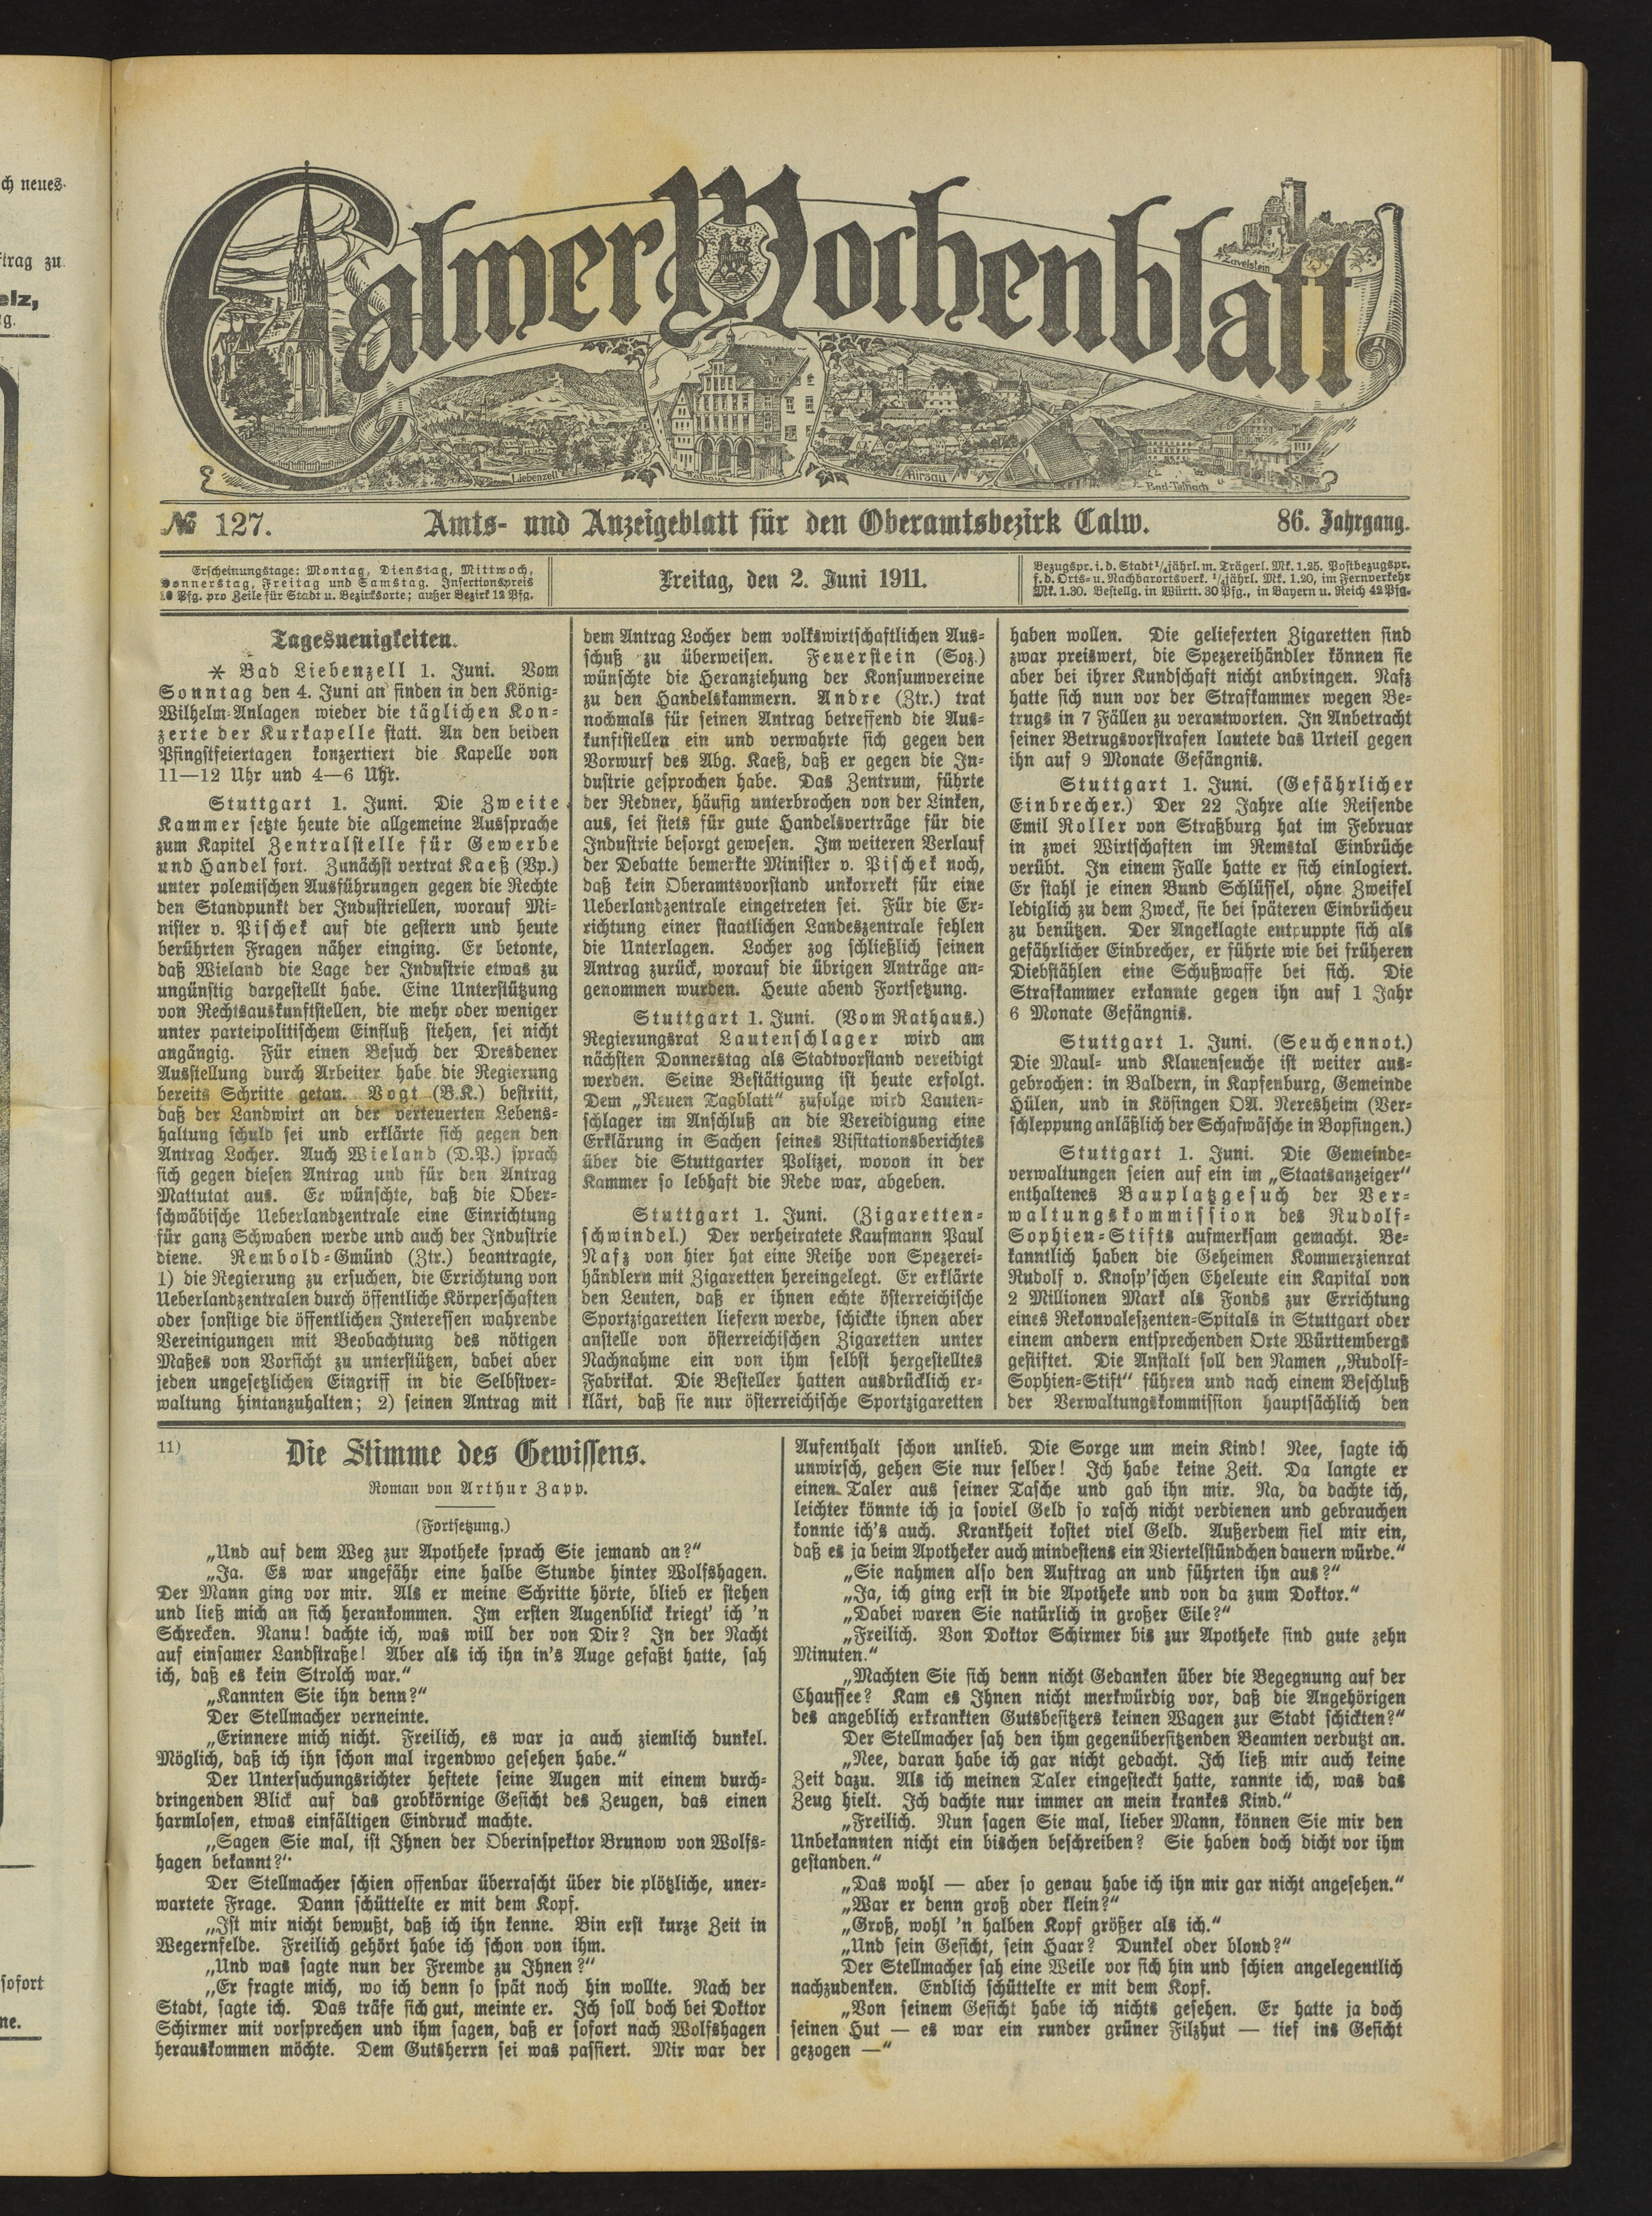 ch neues-
trag zu
elz,
g.
sofort
ne.
Calwer Wochenblatt
Zavelstein
Liebenzell
Rathaus
Hirsau
Bad-Teinach
№ 127.
Amts- und Anzeigeblatt für den Oberamtsbezirk Calw.
86. Jahrgang.
Erscheinungstage: Montag, Dienstag, Mittwoch,
Donnerstag, Freitag und Samstag. Insertionspreis
10 Pfg. pro Zeile für Stadt u. Bezirksorte; außer Bezirk 12 Pfg.
Freitag, den 2. Juni 1911.
Bezugspr. i. d. Stadt 1/4jährl. m. Trägerl. Mk. 1.25. Postbezugspr.
f. d. Orts- u. Nachbarortsverk. 1/4jährl. Mk. 1.20, im Fernverkehr
Mk. 1.30. Bestellg. in Württ. 30 Pfg., in Bayern u. Reich 42 Pfg.
Tagesneuigkeiten.
* Bad Liebenzell 1. Juni. Vom
Sonntag den 4. Juni an finden in den König-
Wilhelm-Anlagen wieder die täglichen Kon-
zerte der Kurkapelle statt. An den beiden
Pfingstfeiertagen konzertiert die Kapelle von
11—12 Uhr und 4—6 Uhr.
Stuttgart 1. Juni. Die Zweite
Kammer setzte heute die allgemeine Aussprache
zum Kapitel Zentralstelle für Gewerbe
und Handel fort. Zunächst vertrat Kaeß (Vp.)
unter polemischen Ausführungen gegen die Rechte
den Standpunkt der Industriellen, worauf Mi-
nister v. Pischek auf die gestern und heute
berührten Fragen näher einging. Er betonte,
daß Wieland die Lage der Industrie etwas zu
ungünstig dargestellt habe. Eine Unterstützung
von Rechtsauskunftstellen, die mehr oder weniger
unter parteipolitischem Einfluß stehen, sei nicht
angängig. Für einen Besuch der Dresdener
Ausstellung durch Arbeiter habe die Regierung
bereits Schritte getan. Vogt (B.K.) bestritt,
daß der Landwirt an der verteuerten Lebens-
haltung schuld sei und erklärte sich gegen den
Antrag Locher. Auch Wieland (D.P.) sprach
sich gegen diesen Antrag und für den Antrag
Mattutat aus. Er wünschte, daß die Ober-
schwäbische Ueberlandzentrale eine Einrichtung
für ganz Schwaben werde und auch der Industrie
diene. Rembold-Gmünd (Ztr.) beantragte,
1) die Regierung zu ersuchen, die Errichtung von
Ueberlandzentralen durch öffentliche Körperschaften
oder sonstige die öffentlichen Interessen wahrende
Vereinigungen mit Beobachtung des nötigen
Maßes von Vorsicht zu unterstützen, dabei aber
jeden ungesetzlichen Eingriff in die Selbstver-
waltung hintanzuhalten; 2) seinen Antrag mit
dem Antrag Locher dem volkswirtschaftlichen Aus-
schuß zu überweisen. Feuerstein (Soz.)
wünschte die Heranziehung der Konsumvereine
zu den Handelskammern. Andre (Ztr.) trat
nochmals für seinen Antrag betreffend die Aus-
kunftstellen ein und verwahrte sich gegen den
Vorwurf des Abg. Kaeß, daß er gegen die In-
dustrie gesprochen habe. Das Zentrum, führte
der Redner, häufig unterbrochen von der Linken,
aus, sei stets für gute Handelsverträge für die
Industrie besorgt gewesen. Im weiteren Verlauf
der Debatte bemerkte Minister v. Pischek noch,
daß kein Oberamtsvorstand unkorrekt für eine
Ueberlandzentrale eingetreten sei. Für die Er-
richtung einer staatlichen Landeszentrale fehlen
die Unterlagen. Locher zog schließlich seinen
Antrag zurück, worauf die übrigen Anträge an-
genommen wurden. Heute abend Fortsetzung.
Stuttgart 1. Juni. (Vom Rathaus.)
Regierungsrat Lautenschlager wird am
nächsten Donnerstag als Stadtvorstand vereidigt
werden. Seine Bestätigung ist heute erfolgt.
Dem „Neuen Tagblatt“ zufolge wird Lauten-
schlager im Anschluß an die Vereidigung eine
Erklärung in Sachen seines Visitationsberichtes
über die Stuttgarter Polizei, wovon in der
Kammer so lebhaft die Rede war, abgeben.
Stuttgart 1. Juni. (Zigaretten-
schwindel.) Der verheiratete Kaufmann Paul
Nafz von hier hat eine Reihe von Spezerei-
händlern mit Zigaretten hereingelegt. Er erklärte
den Leuten, daß er ihnen echte österreichische
Sportzigaretten liefern werde, schickte ihnen aber
anstelle von österreichischen Zigaretten unter
Nachnahme ein von ihm selbst hergestelltes
Fabrikat. Die Besteller hatten ausdrücklich er-
klärt, daß sie nur österreichische Sportzigaretten
haben wollen. Die gelieferten Zigaretten sind
zwar preiswert, die Spezereihändler können sie
aber bei ihrer Kundschaft nicht anbringen. Nafz
hatte sich nun vor der Strafkammer wegen Be-
trugs in 7 Fällen zu verantworten. In Anbetracht
seiner Betrugsvorstrafen lautete das Urteil gegen
ihn auf 9 Monate Gefängnis.
Stuttgart 1. Juni. (Gefährlicher
Einbrecher.) Der 22 Jahre alte Reisende
Emil Roller von Straßburg hat im Februar
in zwei Wirtschaften im Remstal Einbrüche
verübt. In einem Falle hatte er sich einlogiert.
Er stahl je einen Bund Schlüssel, ohne Zweifel
lediglich zu dem Zweck, sie bei späteren Einbrücheu
zu benützen. Der Angeklagte entpuppte sich als
gefährlicher Einbrecher, er führte wie bei früheren
Diebstählen eine Schußwaffe bei sich. Die
Strafkammer erkannte gegen ihn auf 1 Jahr
6 Monate Gefängnis.
Stuttgart 1. Juni. (Seuchennot.)
Die Maul- und Klauenseuche ist weiter aus-
gebrochen: in Baldern, in Kapfenburg, Gemeinde
Hülen, und in Kösingen OA. Neresheim (Ver-
schleppung anläßlich der Schafwäsche in Bopfingen.)
Stuttgart 1. Juni. Die Gemeinde-
verwaltungen seien auf ein im „Staatsanzeiger“
enthaltenes Bauplatzgesuch der Ver-
waltungskommission des Rudolf-
Sophien-Stifts aufmerksam gemacht. Be-
kanntlich haben die Geheimen Kommerzienrat
Rudolf v. Knosp'schen Eheleute ein Kapital von
2 Millionen Mark als Fonds zur Errichtung
eines Rekonvaleszenten-Spitals in Stuttgart oder
einem andern entsprechenden Orte Württembergs
gestiftet. Die Anstalt soll den Namen „Rudolf-
Sophien-Stift“ führen und nach einem Beschluß
der Verwaltungskommission hauptsächlich den
11)
Die Stimme des Gewissens.
Roman von Arthur Zapp.
(Fortsetzung.)
„Und auf dem Weg zur Apotheke sprach Sie jemand an?“
„Ja. Es war ungefähr eine halbe Stunde hinter Wolfshagen.
Der Mann ging vor mir. Als er meine Schritte hörte, blieb er stehen
und ließ mich an sich herankommen. Im ersten Augenblick kriegt' ich 'n
Schrecken. Nanu! dachte ich, was will der von Dir? In der Nacht
auf einsamer Landstraße! Aber als ich ihn in's Auge gefaßt hatte, sah
ich, daß es kein Strolch war.“
„Kannten Sie ihn denn?“
Der Stellmacher verneinte.
„Erinnere mich nicht. Freilich, es war ja auch ziemlich dunkel.
Möglich, daß ich ihn schon mal irgendwo gesehen habe.“
Der Untersuchungsrichter heftete seine Augen mit einem durch-
dringenden Blick auf das grobkörnige Gesicht des Zeugen, das einen
harmlosen, etwas einfältigen Eindruck machte.
„Sagen Sie mal, ist Ihnen der Oberinspektor Brunow von Wolfs-
hagen bekannt?“
Der Stellmacher schien offenbar überrascht über die plötzliche, uner-
wartete Frage. Dann schüttelte er mit dem Kopf.
„Ist mir nicht bewußt, daß ich ihn kenne. Bin erst kurze Zeit in
Wegernfelde. Freilich gehört habe ich schon von ihm.
„Und was sagte nun der Fremde zu Ihnen?“
„Er fragte mich, wo ich denn so spät noch hin wollte. Nach der
Stadt, sagte ich. Das träfe sich gut, meinte er. Ich soll doch bei Doktor
Schirmer mit vorsprechen und ihm sagen, daß er sofort nach Wolfshagen
herauskommen möchte. Dem Gutsherrn sei was passiert. Mir war der
Aufenthalt schon unlieb. Die Sorge um mein Kind! Nee, sagte ich
unwirsch, gehen Sie nur selber! Ich habe keine Zeit. Da langte er
einen Taler aus seiner Tasche und gab ihn mir. Na, da dachte ich,
leichter könnte ich ja soviel Geld so rasch nicht verdienen und gebrauchen
konnte ich's auch. Krankheit kostet viel Geld. Außerdem fiel mir ein,
daß es ja beim Apotheker auch mindestens ein Viertelstündchen dauern würde.“
„Sie nahmen also den Auftrag an und führten ihn aus?“
„Ja, ich ging erst in die Apotheke und von da zum Doktor.“
„Dabei waren Sie natürlich in großer Eile?“
„Freilich. Von Doktor Schirmer bis zur Apotheke sind gute zehn
Minuten.“
„Machten Sie sich denn nicht Gedanken über die Begegnung auf der
Chaussee? Kam es Ihnen nicht merkwürdig vor, daß die Angehörigen
des angeblich erkrankten Gutsbesitzers keinen Wagen zur Stadt schickten?“
Der Stellmacher sah den ihm gegenübersitzenden Beamten verdutzt an.
„Nee, daran habe ich gar nicht gedacht. Ich ließ mir auch keine
Zeit dazu. Als ich meinen Taler eingesteckt hatte, rannte ich, was das
Zeug hielt. Ich dachte nur immer an mein krankes Kind.“
„Freilich. Nun sagen Sie mal, lieber Mann, können Sie mir den
Unbekannten nicht ein bischen beschreiben? Sie haben doch dicht vor ihm
gestanden.“
„Das wohl — aber so genau habe ich ihn mir gar nicht angesehen.“
„War er denn groß oder klein?“
„Groß, wohl 'n halben Kopf größer als ich.“
„Und sein Gesicht, sein Haar? Dunkel oder blond?“
Der Stellmacher sah eine Weile vor sich hin und schien angelegentlich
nachzudenken. Endlich schüttelte er mit dem Kopf.
„Von seinem Gesicht habe ich nichts gesehen. Er hatte ja doch
seinen Hut — es war ein runder grüner Filzhut — tief ins Gesicht
gezogen —“